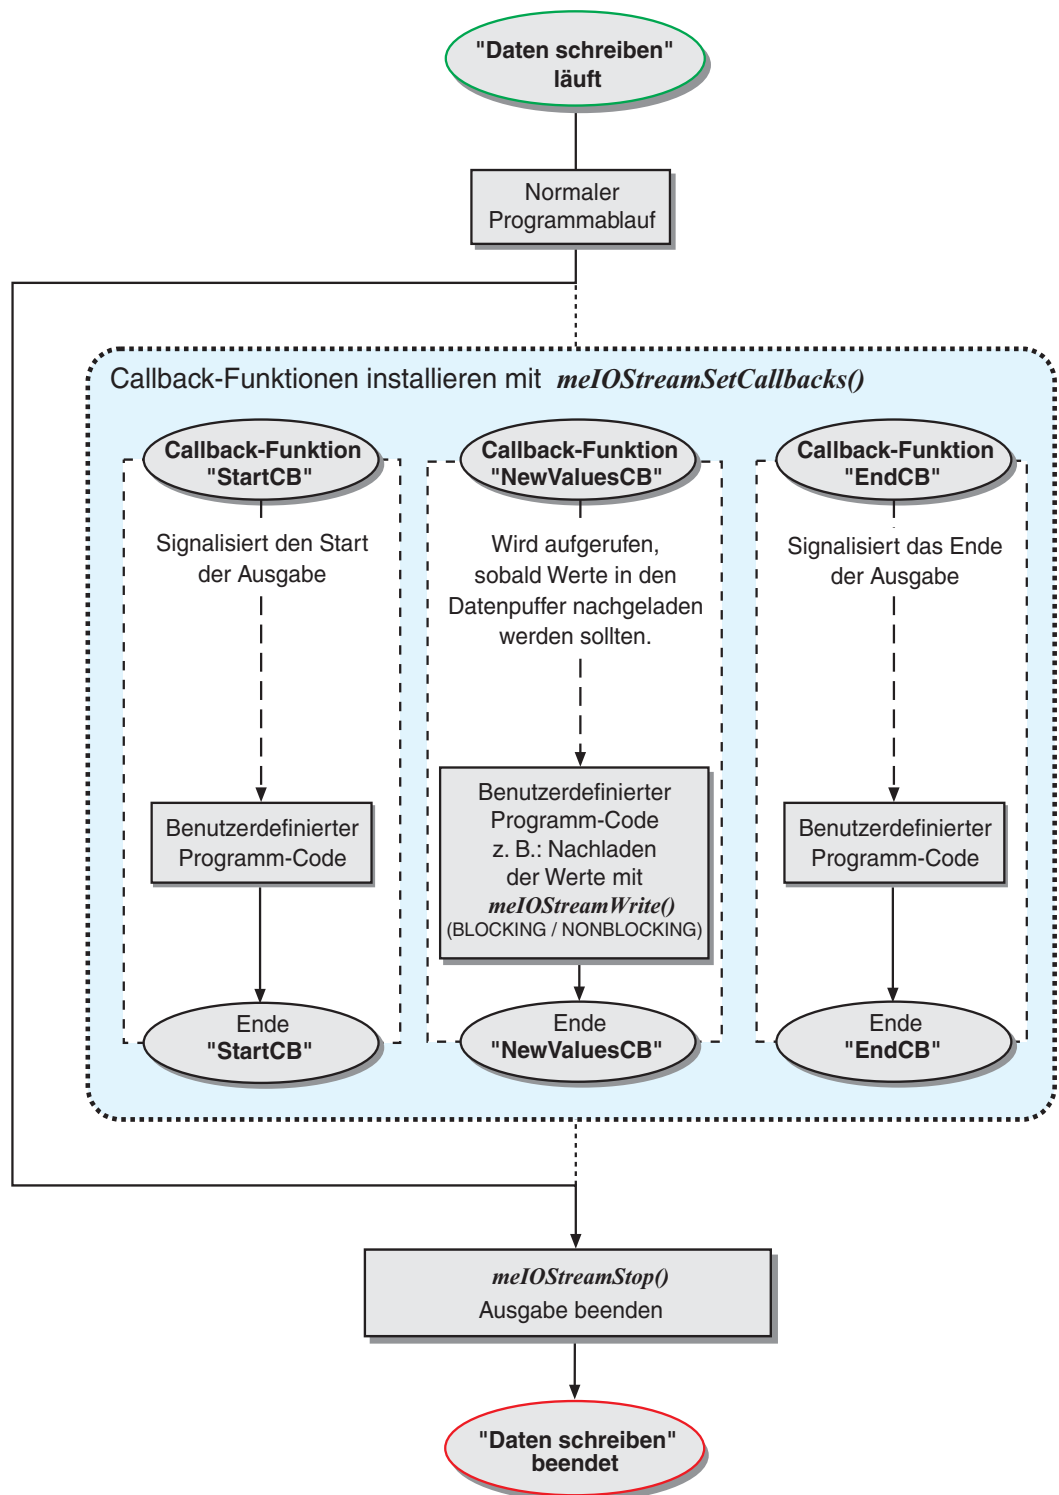 "Daten schreiben"
läuft
Normaler
Programmablauf
Callback-Funktionen installieren mit meIOStreamSetCallbacks()
Callback-Funktion
"StartCB"
Signalisiert den Start
der Ausgabe
Benutzerdefinierter
Programm-Code
Ende
"StartCB"
Callback-Funktion
"NewValuesCB"
Wird aufgerufen,
sobald Werte in den
Datenpuffer nachgeladen
werden sollten.
Benutzerdefinierter
Programm-Code
z. B.: Nachladen
der Werte mit
meIOStreamWrite()
(BLOCKING / NONBLOCKING)
Ende
"NewValuesCB"
Callback-Funktion
"EndCB"
Signalisiert das Ende
der Ausgabe
Benutzerdefinierter
Programm-Code
Ende
"EndCB"
meIOStreamStop()
Ausgabe beenden
"Daten schreiben"
beendet